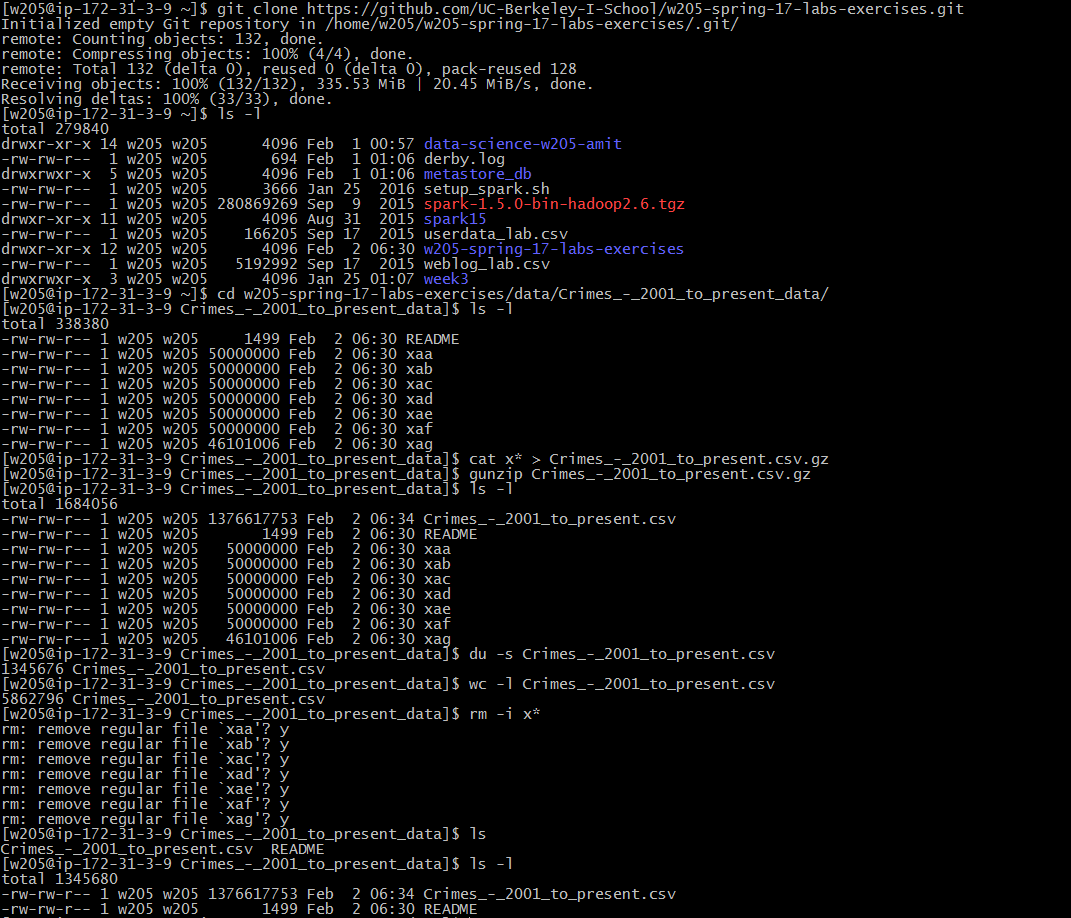 [w205@ip-172-31-3-9 ~]$ git clone https://github.com/UC-Berkeley-I-School/w205-spring-17-labs-exercises.git
Initialized empty Git repository in /home/w205/w205-spring-17-labs-exercises/.git/
remote: Counting objects: 132, done.
remote: Compressing objects: 100% (4/4), done.
remote: Total 132 (delta 0), reused 0 (delta 0), pack-reused 128
Receiving objects: 100% (132/132), 335.53 MiB | 20.45 MiB/s, done.
Resolving deltas: 100% (33/33), done.
[w205@ip-172-31-3-9 ~]$ ls -l
total 279840
drwxr-xr-x 14 w205 w205      4096 Feb  1 00:57 data-science-w205-amit
-rw-rw-r--  1 w205 w205       694 Feb  1 01:06 derby.log
drwxrwxr-x  5 w205 w205      4096 Feb  1 01:06 metastore_db
-rw-rw-r--  1 w205 w205      3666 Jan 25  2016 setup_spark.sh
-rw-rw-r--  1 w205 w205 280869269 Sep  9  2015 spark-1.5.0-bin-hadoop2.6.tgz
drwxr-xr-x 11 w205 w205      4096 Aug 31  2015 spark15
-rw-rw-r--  1 w205 w205    166205 Sep 17  2015 userdata_lab.csv
drwxr-xr-x 12 w205 w205      4096 Feb  2 06:30 w205-spring-17-labs-exercises
-rw-rw-r--  1 w205 w205   5192992 Sep 17  2015 weblog_lab.csv
drwxrwxr-x  3 w205 w205      4096 Jan 25 01:07 week3
[w205@ip-172-31-3-9 ~]$ cd w205-spring-17-labs-exercises/data/Crimes_-_2001_to_present_data/
[w205@ip-172-31-3-9 Crimes_-_2001_to_present_data]$ ls -l
total 338380
-rw-rw-r-- 1 w205 w205     1499 Feb  2 06:30 README
-rw-rw-r-- 1 w205 w205 50000000 Feb  2 06:30 xaa
-rw-rw-r-- 1 w205 w205 50000000 Feb  2 06:30 xab
-rw-rw-r-- 1 w205 w205 50000000 Feb  2 06:30 xac
-rw-rw-r-- 1 w205 w205 50000000 Feb  2 06:30 xad
-rw-rw-r-- 1 w205 w205 50000000 Feb  2 06:30 xae
-rw-rw-r-- 1 w205 w205 50000000 Feb  2 06:30 xaf
-rw-rw-r-- 1 w205 w205 46101006 Feb  2 06:30 xag
[w205@ip-172-31-3-9 Crimes_-_2001_to_present_data]$ cat x* > Crimes_-_2001_to_present.csv.gz
[w205@ip-172-31-3-9 Crimes_-_2001_to_present_data]$ gunzip Crimes_-_2001_to_present.csv.gz
[w205@ip-172-31-3-9 Crimes_-_2001_to_present_data]$ ls -l
total 1684056
-rw-rw-r-- 1 w205 w205 1376617753 Feb  2 06:34 Crimes_-_2001_to_present.csv
-rw-rw-r-- 1 w205 w205       1499 Feb  2 06:30 README
-rw-rw-r-- 1 w205 w205   50000000 Feb  2 06:30 xaa
-rw-rw-r-- 1 w205 w205   50000000 Feb  2 06:30 xab
-rw-rw-r-- 1 w205 w205   50000000 Feb  2 06:30 xac
-rw-rw-r-- 1 w205 w205   50000000 Feb  2 06:30 xad
-rw-rw-r-- 1 w205 w205   50000000 Feb  2 06:30 xae
-rw-rw-r-- 1 w205 w205   50000000 Feb  2 06:30 xaf
-rw-rw-r-- 1 w205 w205   46101006 Feb  2 06:30 xag
[w205@ip-172-31-3-9 Crimes_-_2001_to_present_data]$ du -s Crimes_-_2001_to_present.csv
1345676 Crimes_-_2001_to_present.csv
[w205@ip-172-31-3-9 Crimes_-_2001_to_present_data]$ wc -l Crimes_-_2001_to_present.csv
5862796 Crimes_-_2001_to_present.csv
[w205@ip-172-31-3-9 Crimes_-_2001_to_present_data]$ rm -i x*
rm: remove regular file `xaa'? y
rm: remove regular file `xab'? y
rm: remove regular file `xac'? y
rm: remove regular file `xad'? y
rm: remove regular file `xae'? y
rm: remove regular file `xaf'? y
rm: remove regular file `xag'? y
[w205@ip-172-31-3-9 Crimes_-_2001_to_present_data]$ ls
Crimes_-_2001_to_present.csv  README
[w205@ip-172-31-3-9 Crimes_-_2001_to_present_data]$ ls -l
total 1345680
-rw-rw-r-- 1 w205 w205 1376617753 Feb  2 06:34 Crimes_-_2001_to_present.csv
-rw-rw-r-- 1 w205 w205       1499 Feb  2 06:30 README